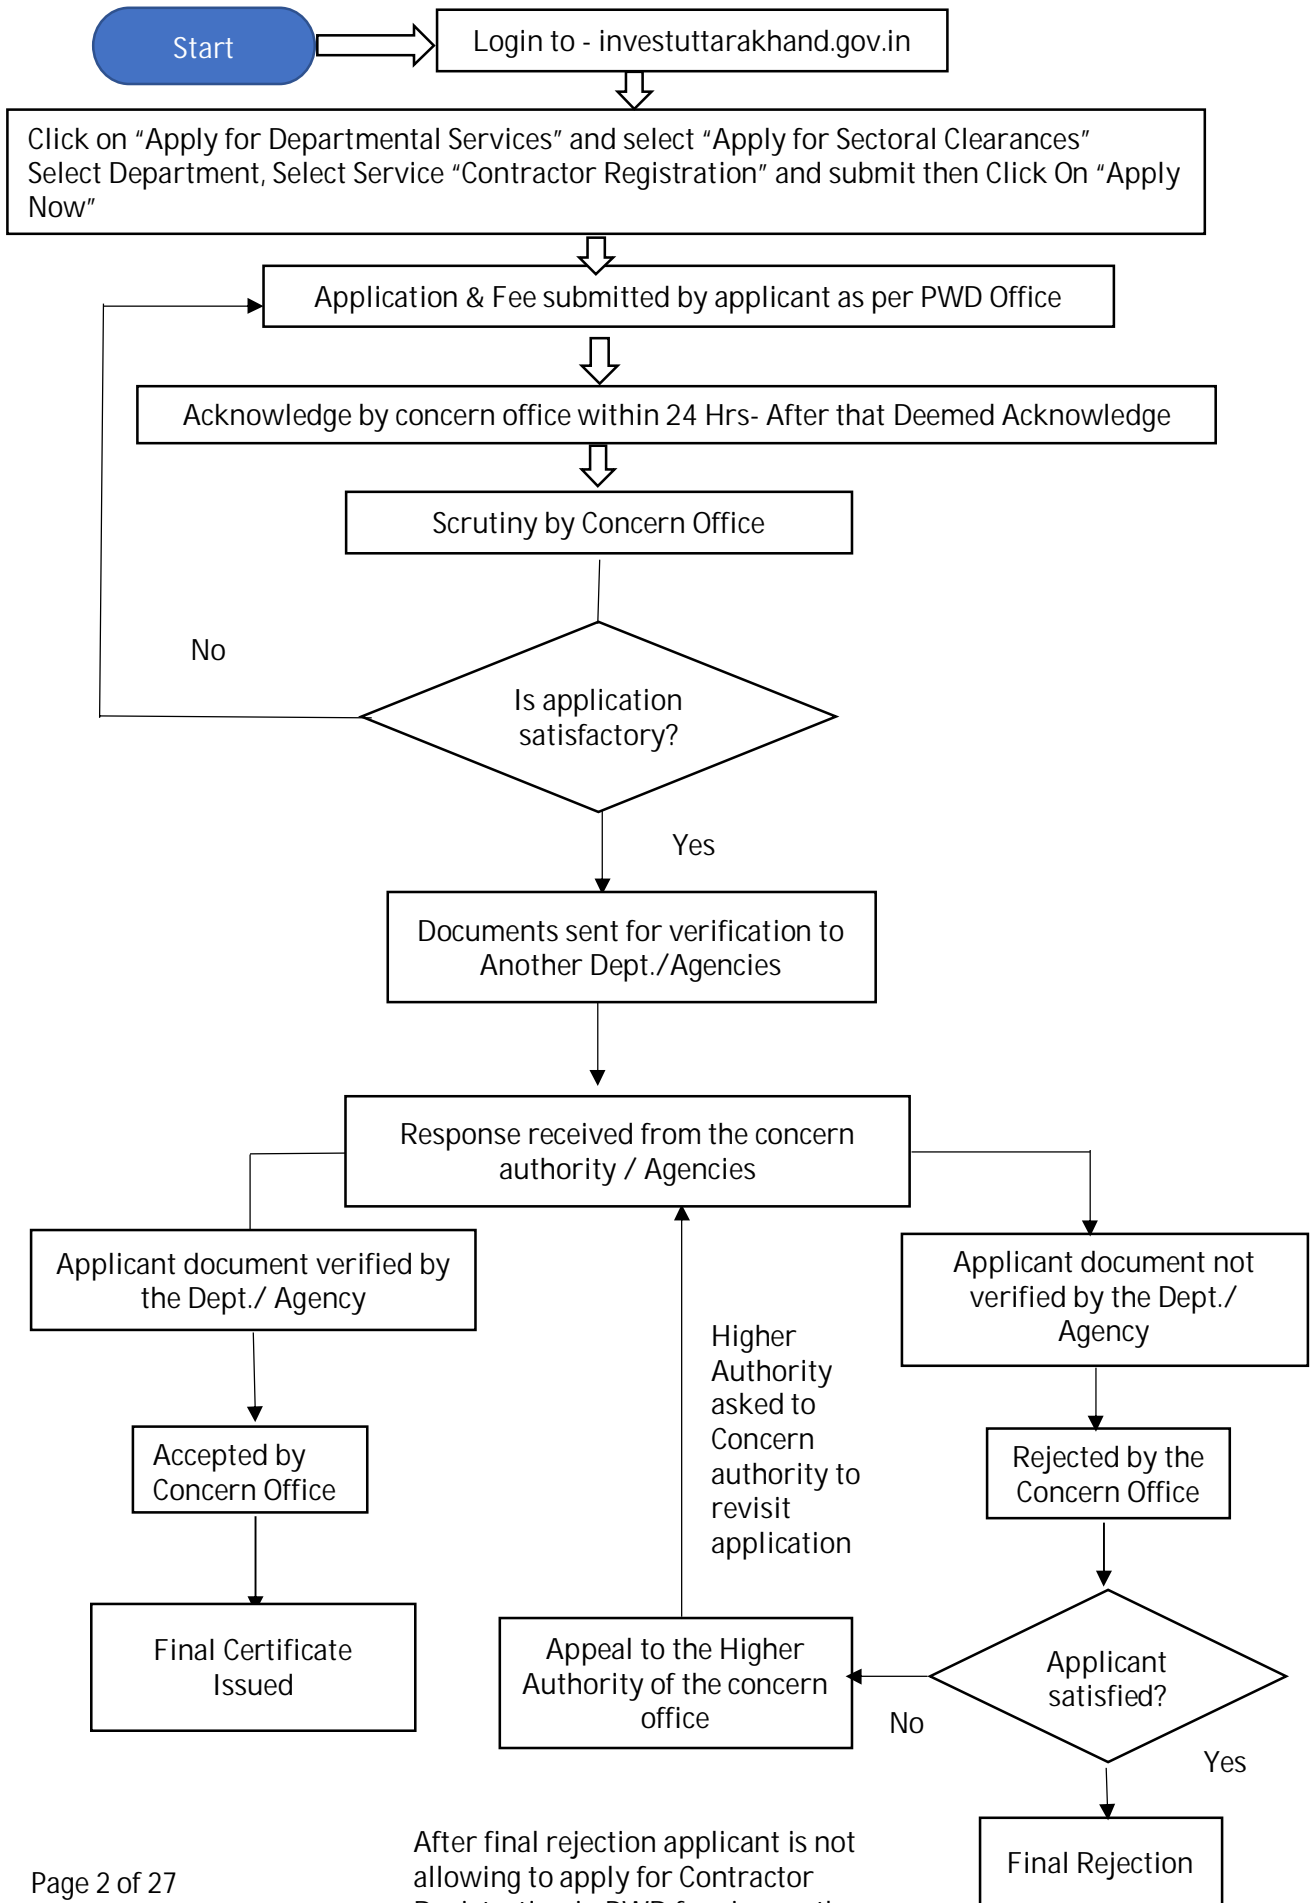 Start
Login to - investuttarakhand.gov.in
Click on “Apply for Departmental Services” and select “Apply for Sectoral Clearances”
Select Department, Select Service “Contractor Registration” and submit then Click On “Apply
Now”
Application & Fee submitted by applicant as per PWD Office
Acknowledge by concern office within 24 Hrs- After that Deemed Acknowledge
Scrutiny by Concern Office
No
Is application
satisfactory?
Yes
Documents sent for verification to
Another Dept./Agencies
Response received from the concern
authority / Agencies
Applicant document verified by
the Dept./ Agency
Applicant document not
verified by the Dept./
Agency
Higher
Authority
asked to
Concern
authority to
revisit
application
Accepted by
Concern Office
Rejected by the
Concern Office
Final Certificate
Issued
Appeal to the Higher
Authority of the concern
office
Applicant
satisfied?
No
Yes
After final rejection applicant is not
allowing to apply for Contractor
Final Rejection
Page 2 of 27